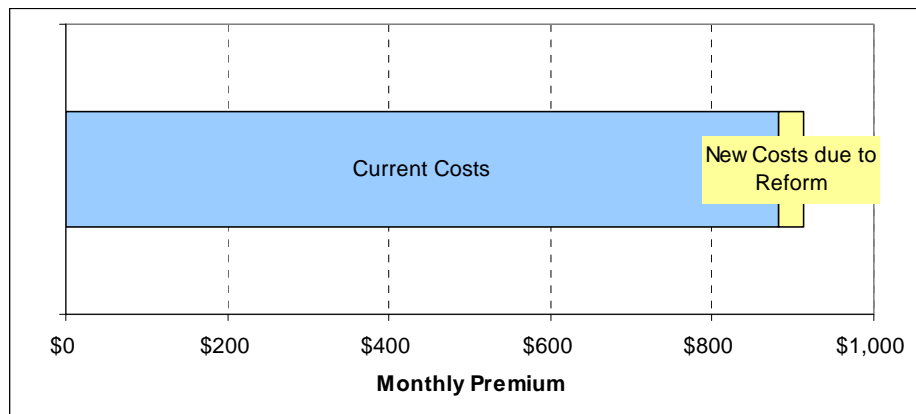 Current Costs
New Costs due to
Reform
$0 $200 $400 $600 $800 $1,000
Monthly Premium